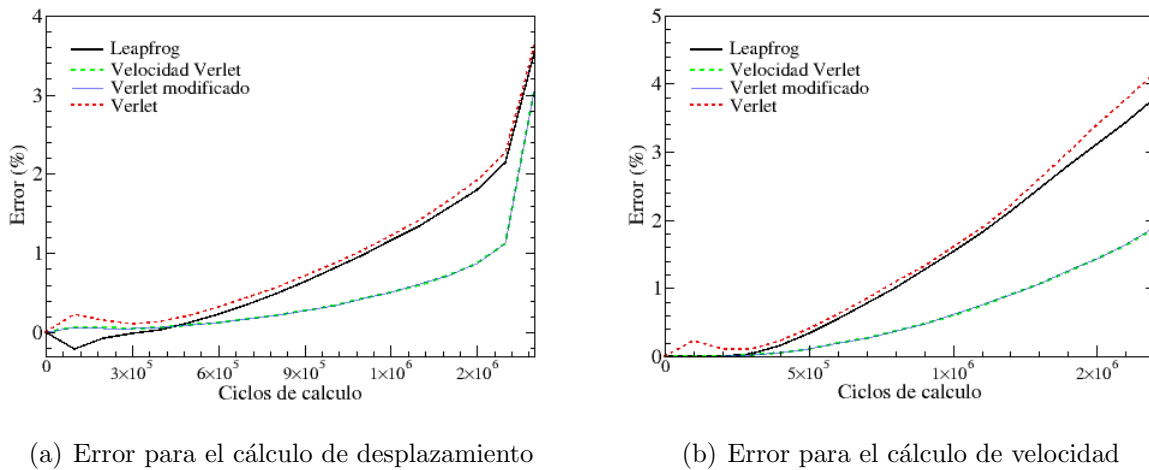 4
3
2
1
0
Error (%)
Leapfrog
Velocidad Verlet
Verlet modificado
Verlet
0
3×10⁵
6×10⁵
9×10⁵
1×10⁶
2×10⁶
Ciclos de calculo
(a) Error para el cálculo de desplazamiento
5
4
3
2
1
0
Error (%)
Leapfrog
Velocidad Verlet
Verlet modificado
Verlet
0
5×10⁵
1×10⁶
2×10⁶
Ciclos de calculo
(b) Error para el cálculo de velocidad